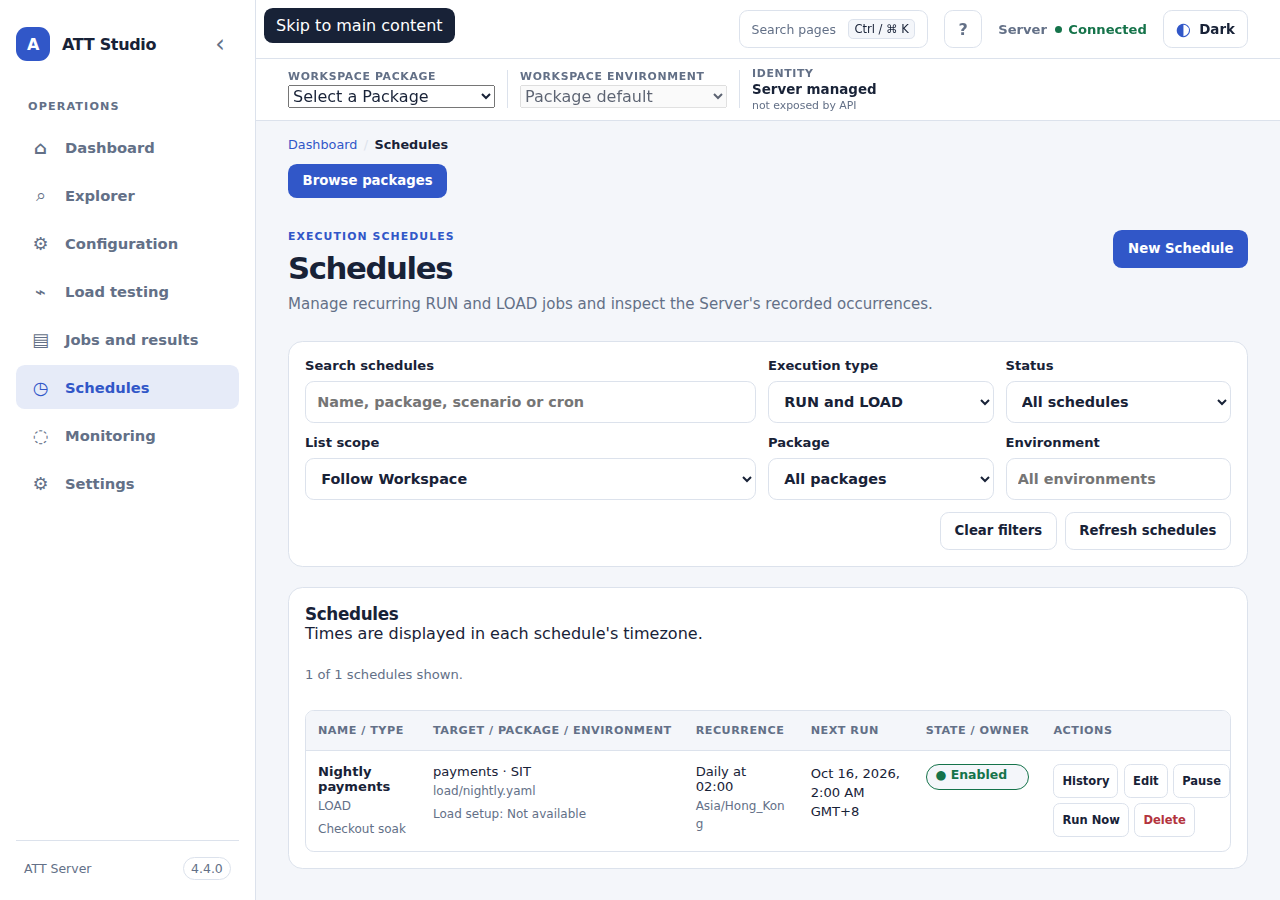 Skip to main content
A ATT Studio
OPERATIONS
Dashboard
Explorer
Configuration
Load testing
Jobs and results
Schedules
Monitoring
Settings
ATT Server 4.4.0
Search pages Ctrl / ⌘ K ? Server Connected Dark
WORKSPACE PACKAGE
Select a Package
WORKSPACE ENVIRONMENT
Package default
IDENTITY
Server managed
not exposed by API
Dashboard / Schedules
Browse packages
EXECUTION SCHEDULES
Schedules
Manage recurring RUN and LOAD jobs and inspect the Server's recorded occurrences.
New Schedule
Search schedules
Name, package, scenario or cron
Execution type
RUN and LOAD
Status
All schedules
List scope
Follow Workspace
Package
All packages
Environment
All environments
Clear filters
Refresh schedules
Schedules
Times are displayed in each schedule's timezone.
1 of 1 schedules shown.
NAME / TYPE TARGET / PACKAGE / ENVIRONMENT RECURRENCE NEXT RUN STATE / OWNER ACTIONS
Nightly
payments
LOAD
Checkout soak
payments · SIT
load/nightly.yaml
Load setup: Not available
Daily at
02:00
Asia/Hong_Kon
g
Oct 16, 2026,
2:00 AM
GMT+8
Enabled
History Edit Pause
Run Now Delete